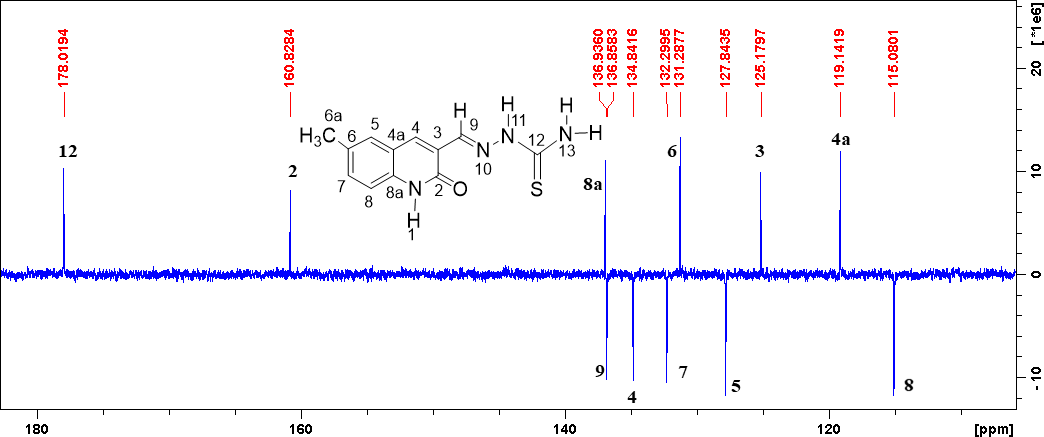 178.0194
160.8284
136.9360
136.8583
134.8416
132.2995
131.2877
127.8435
125.1797
119.1419
115.0801
[ *1e6]
20
10
0
-10
H
H
H
6a
5
4a
4
3
9
11
12
H3C
6
N
N
N
H
7
8
8a
N
2
O
10
13
S
H
1
12
2
8a
6
3
4a
9
4
7
5
8
180
160
140
120
[ppm]